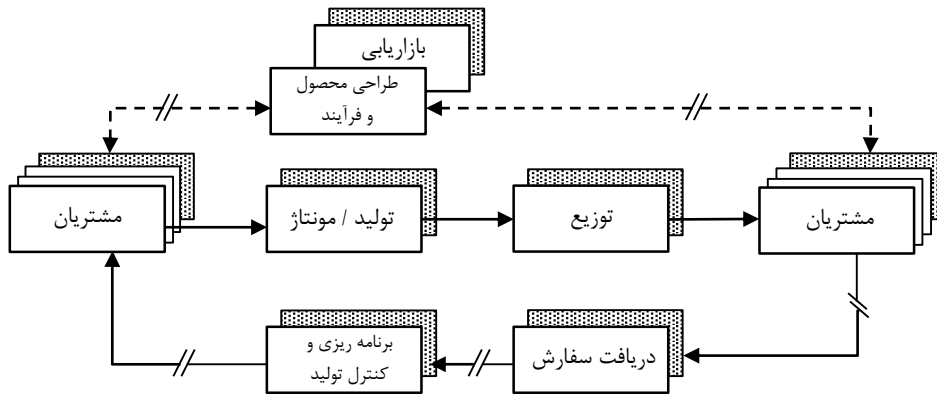 بازاریابی
طراحی محصول
و فرآیند
مشتریان
توزیع
تولید / مونتاژ
مشتریان
دریافت سفارش
برنامه ریزی و
کنترل تولید